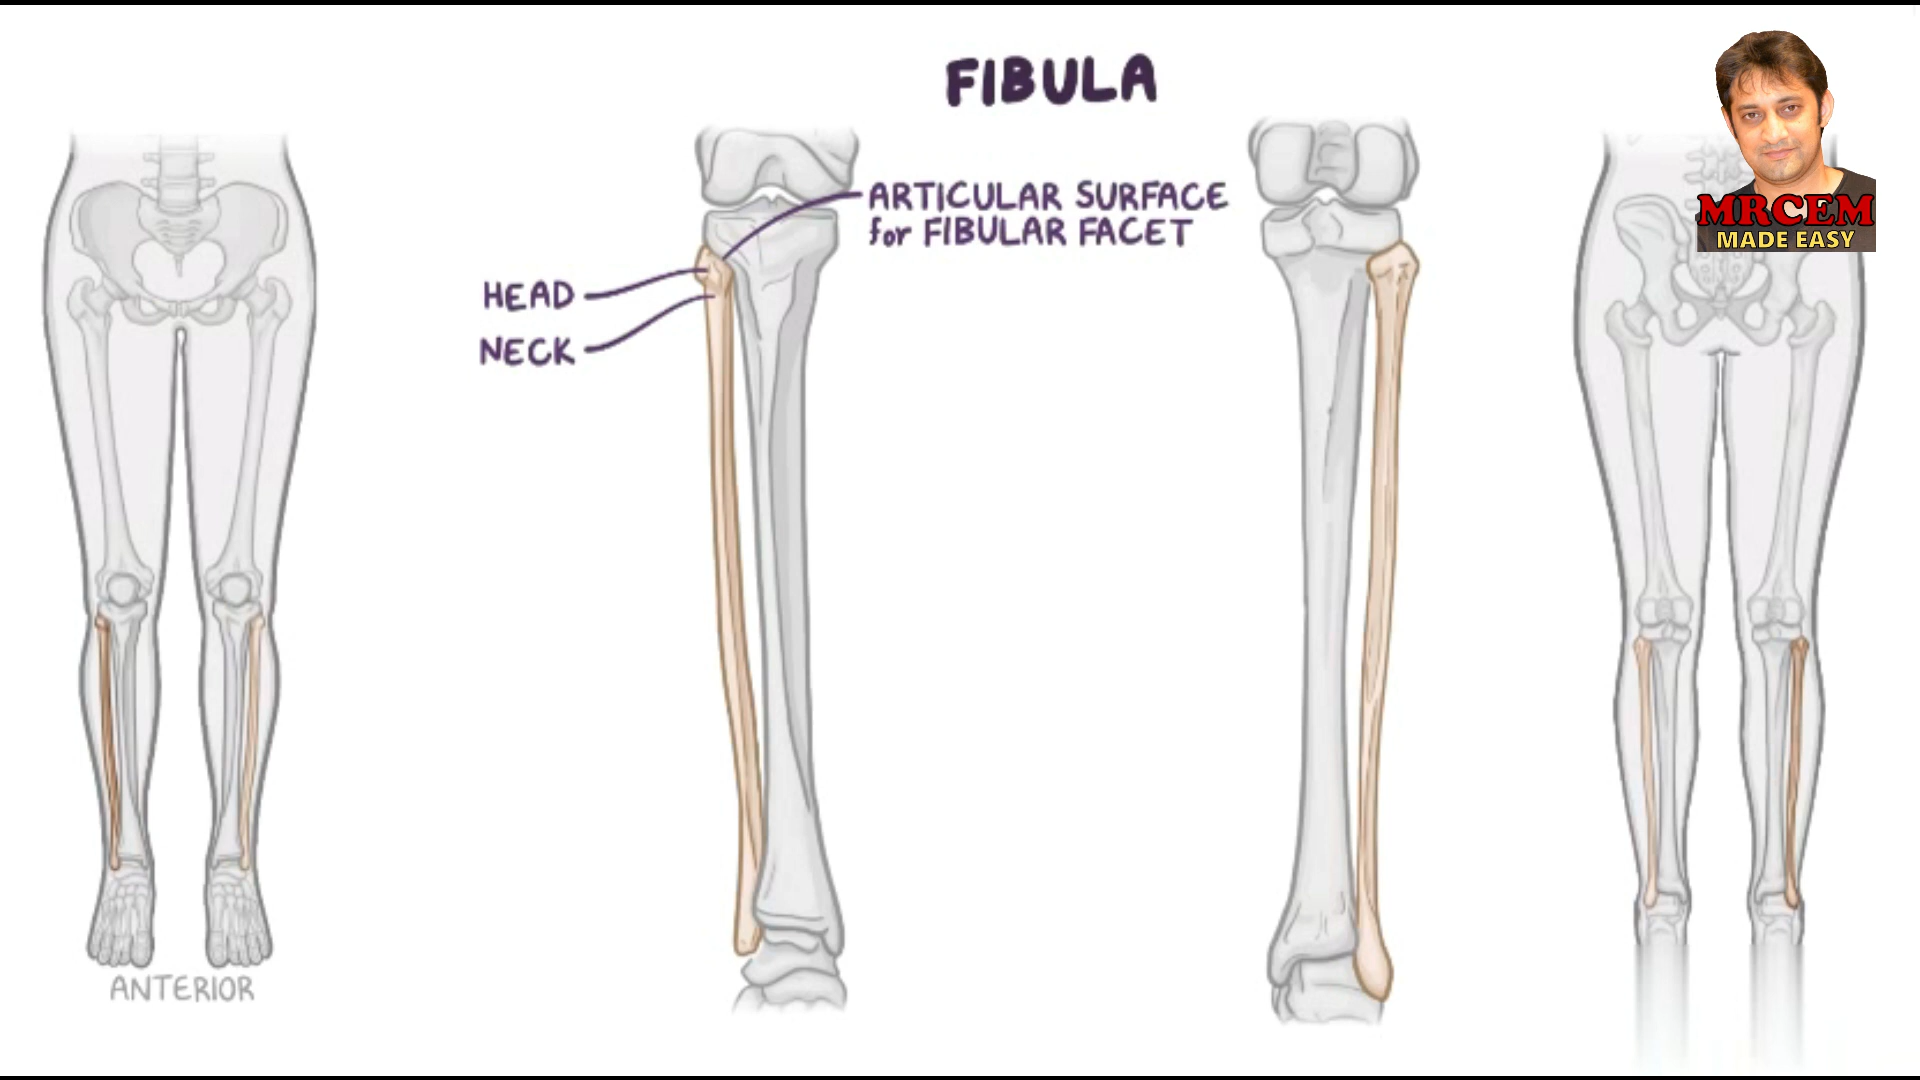 FIBULA
ARTICULAR SURFACE
for FIBULAR FACET
HEAD
NECK
ANTERIOR
MRCEM
MADE EASY